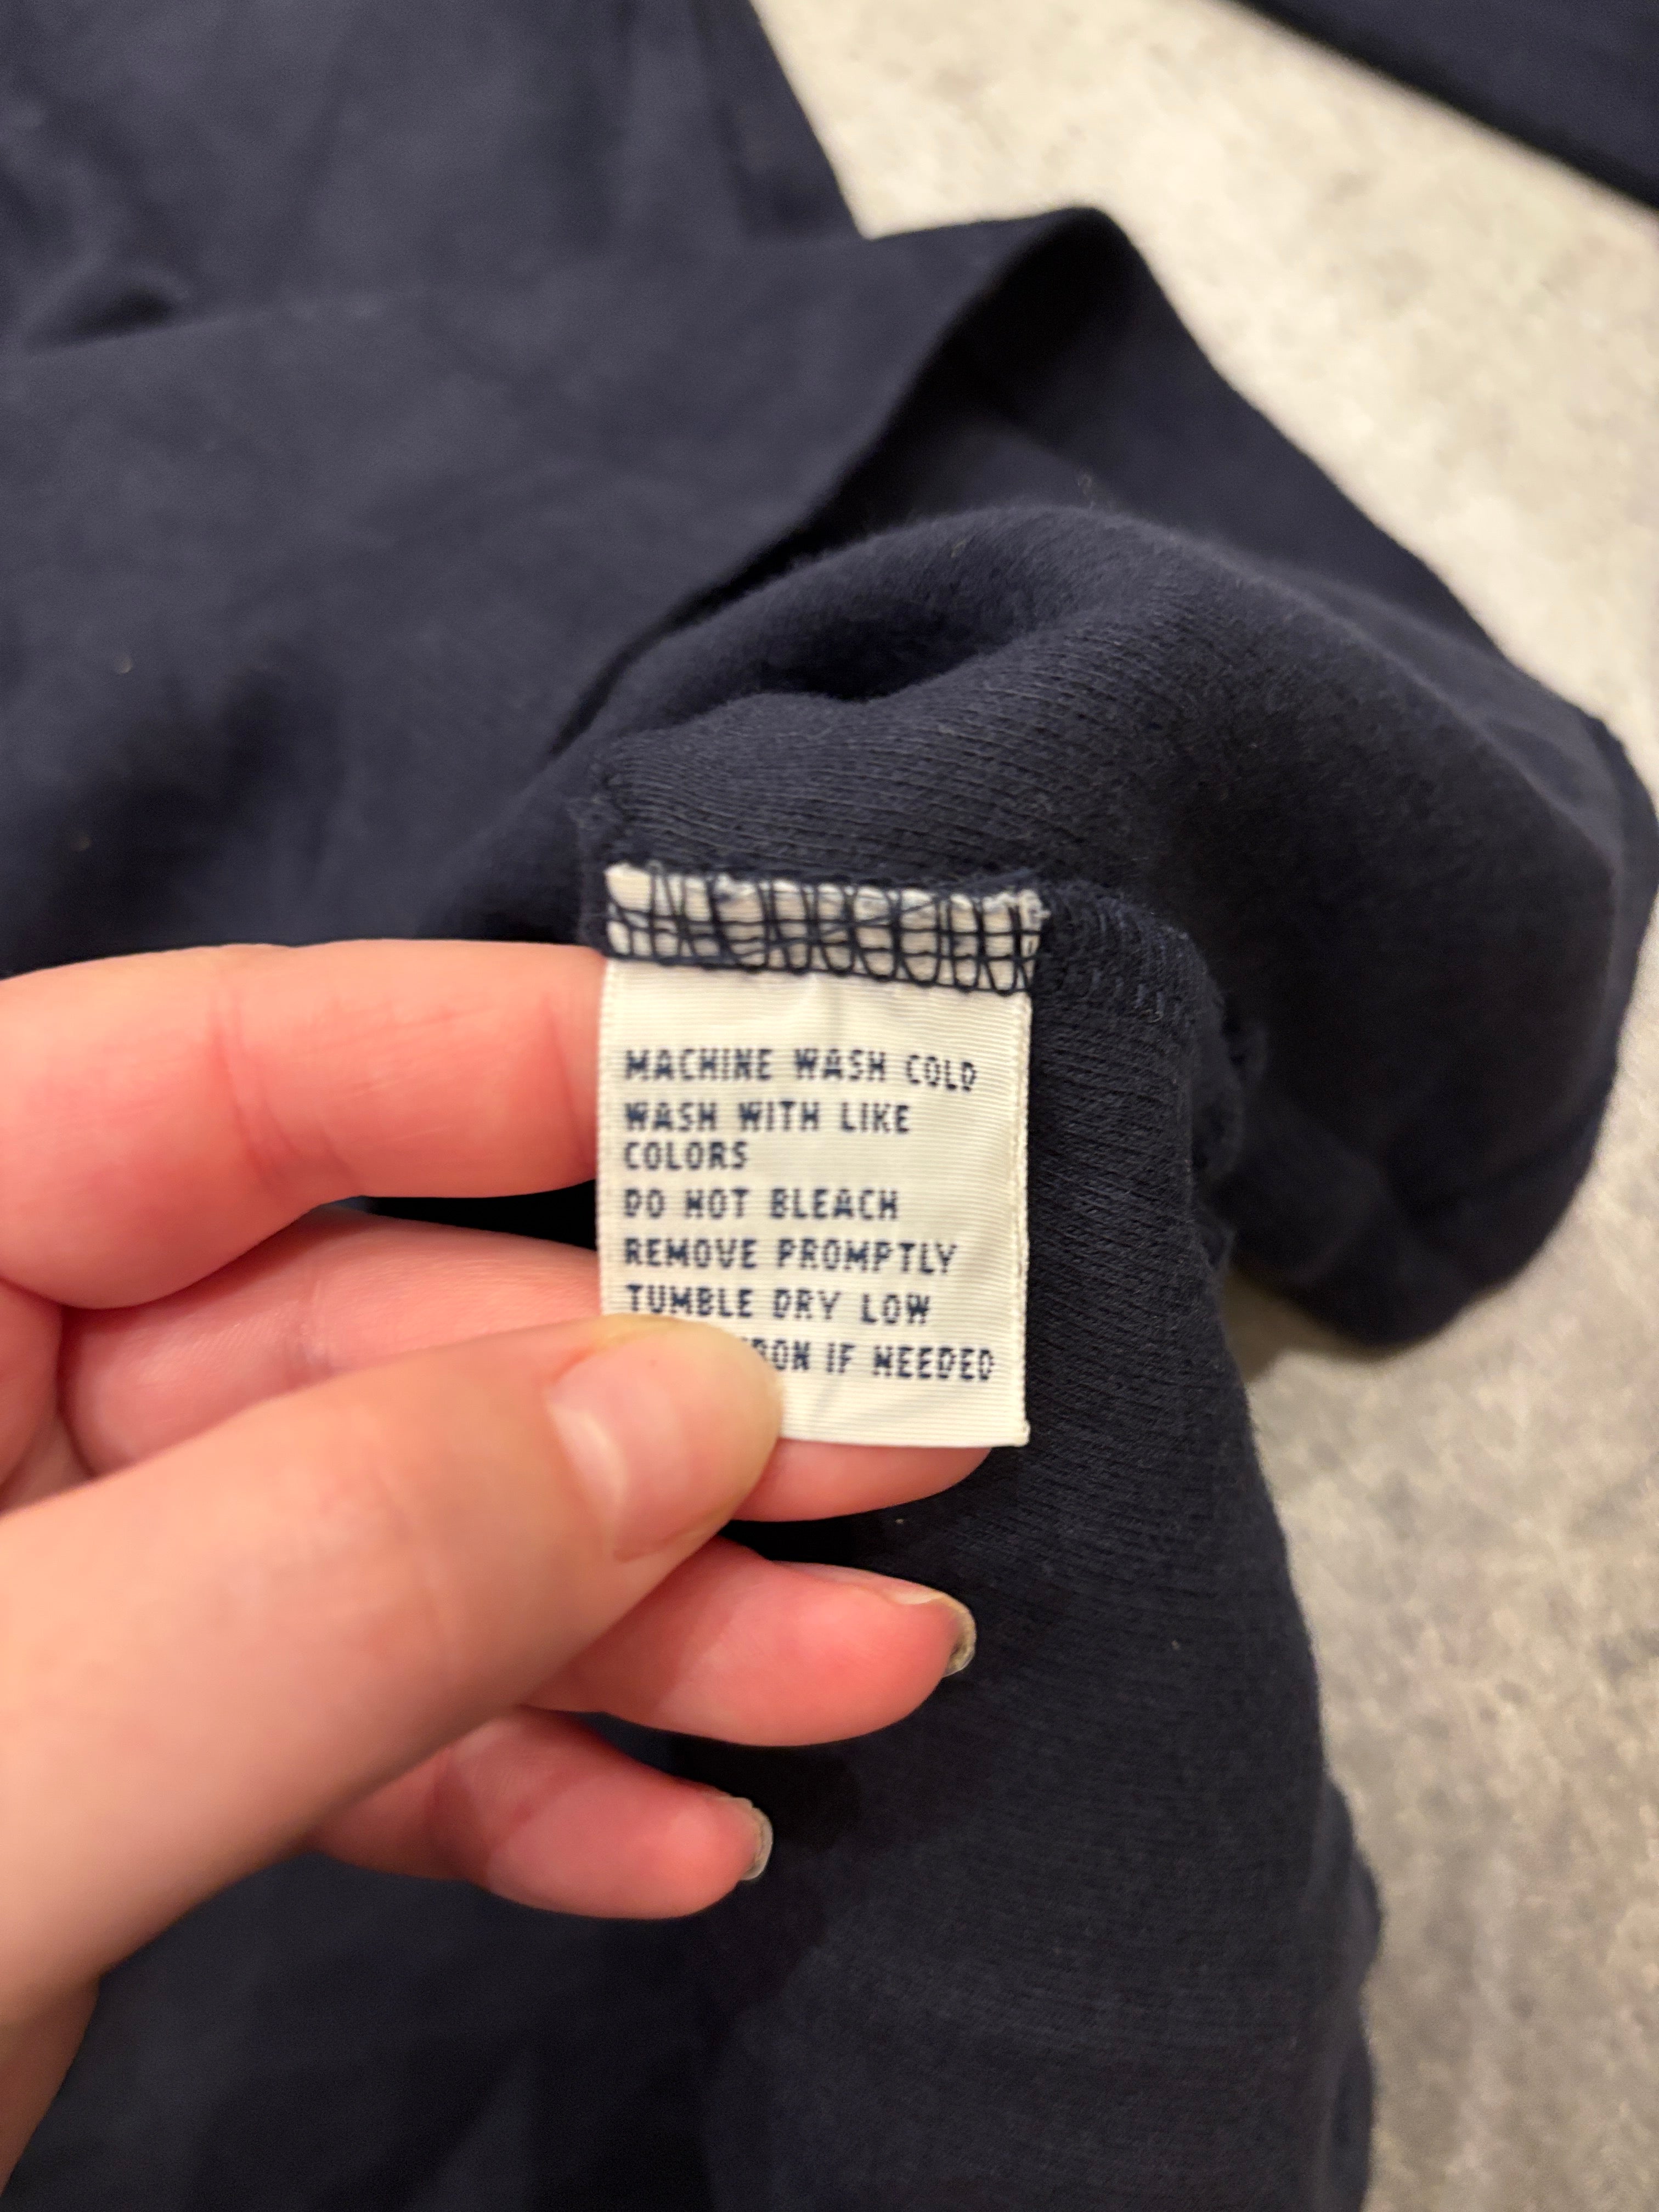 MACHINE WASH COLD
WASH WITH LIKE
COLORS
DO NOT BLEACH
REMOVE PROMPTLY
TUMBLE DRY LOW
IF NEEDED